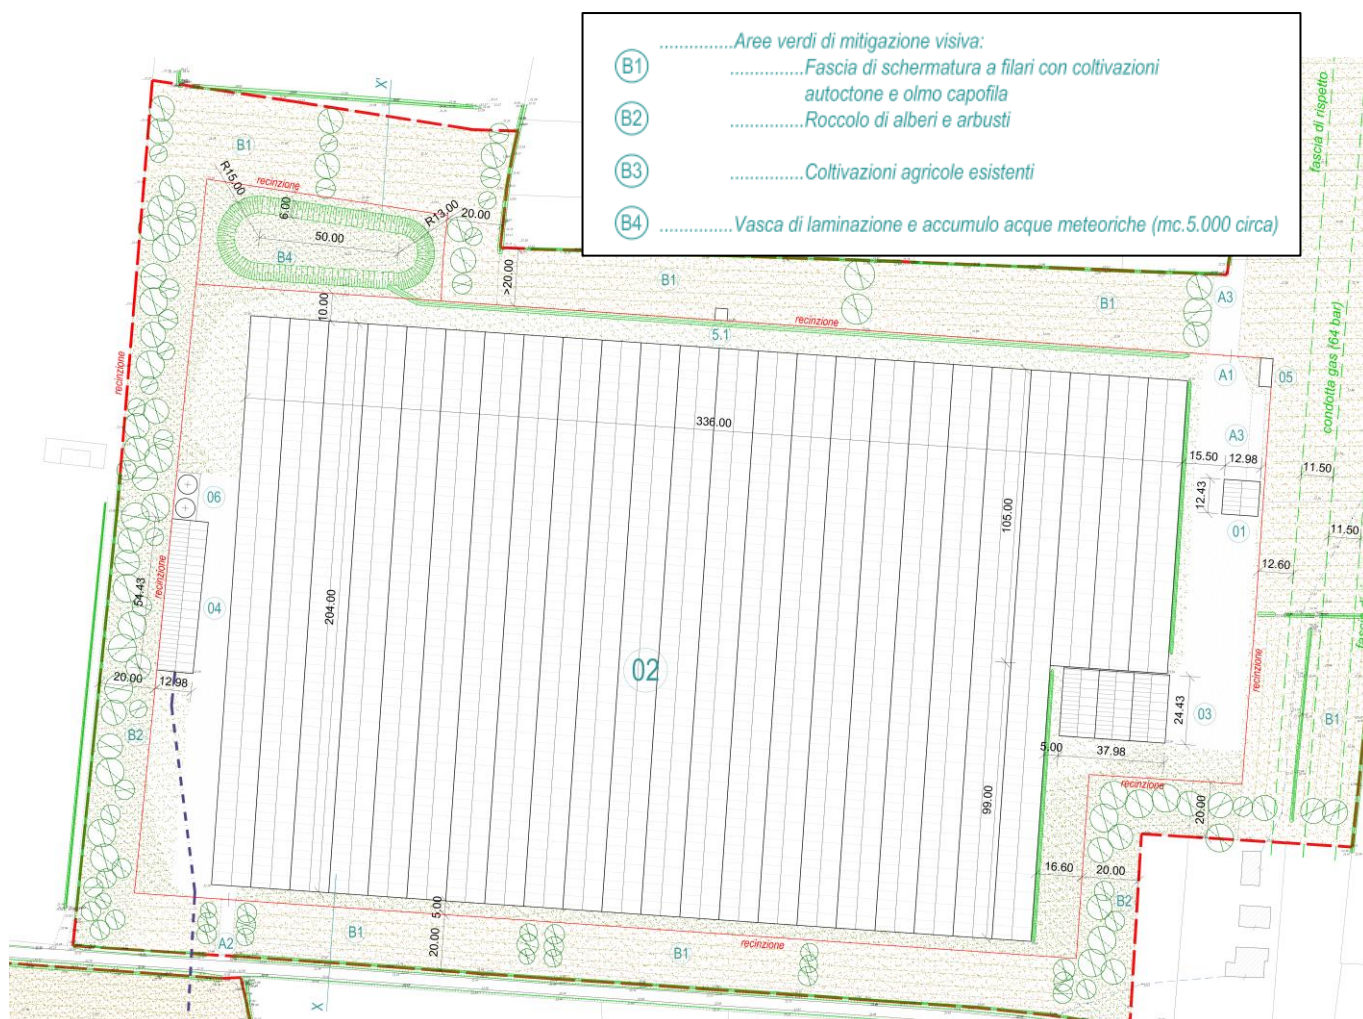 ...............Aree verdi di mitigazione visiva:
B1 ...............Fascia di schermatura a filari con coltivazioni
autoctone e olmo capofila
B2 ...............Roccolo di alberi e arbusti
B3 ...............Coltivazioni agricole esistenti
B4 ...............Vasca di laminazione e accumulo acque meteoriche (mc.5.000 circa)
X
fascia di rispetto
B1
R15.00
recinzione
6.00
R13.00
20.00
50.00
B4
>20.00
B1
B1
A3
10.00
5.1
recinzione
condotta gas (64 bar)
recinzione
A1
05
336.00
A3
15.50
12.98
11.50
12.43
06
105.00
01
11.50
recinzione
12.60
54.43
04
204.00
fascia
02
recinzione
20.00
12.98
24.43
03
B1
B2
5.00
37.98
recinzione
99.00
20.00
16.60
20.00
B2
5.00
A2
B1
20.00
B1
recinzione
X